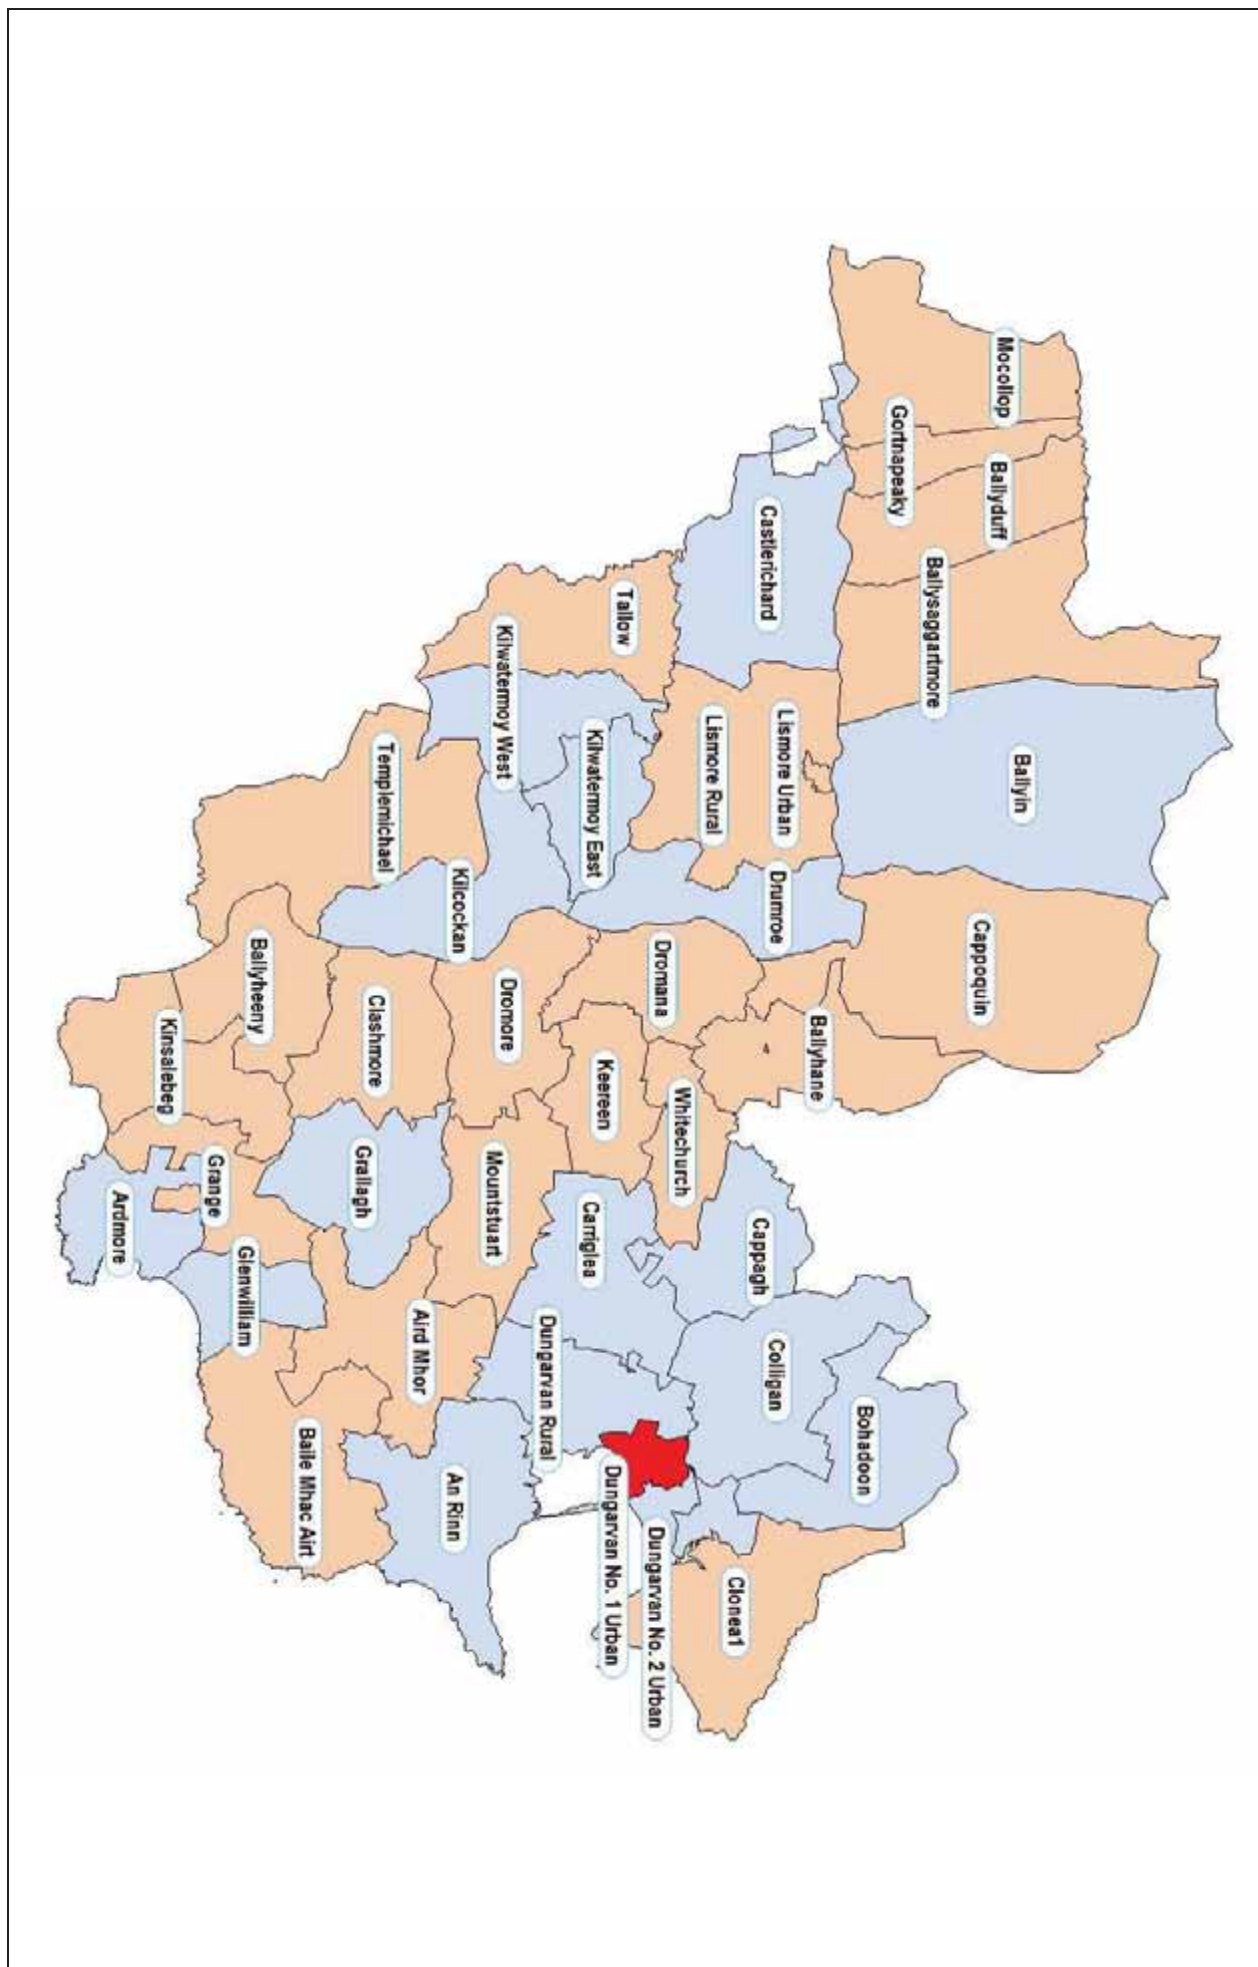 Mocollop
Ballyduff
Gortnapeaky
Ballysaggartmore
Ballyin
Cappoquin
Castlerichard
Lismore Urban
Lismore Rural
Drumroe
Ballyhane
4
Tallow
Kilwatermoy West
Kilwatermoy East
Dromana
Whitechurch
Keereen
Cappagh
Colligan
Bohadoon
Templemichael
Kilcockan
Dromore
Carriglea
Clonea1
Mountstuart
Dungarvan Rural
Dungarvan No. 2 Urban
Dungarvan No. 1 Urban
Clashmore
Grallagh
Aird Mhor
An Rinn
Ballyheeny
Kinsalebeg
Grange
Glenwilliam
Baile Mhac Airt
Ardmore